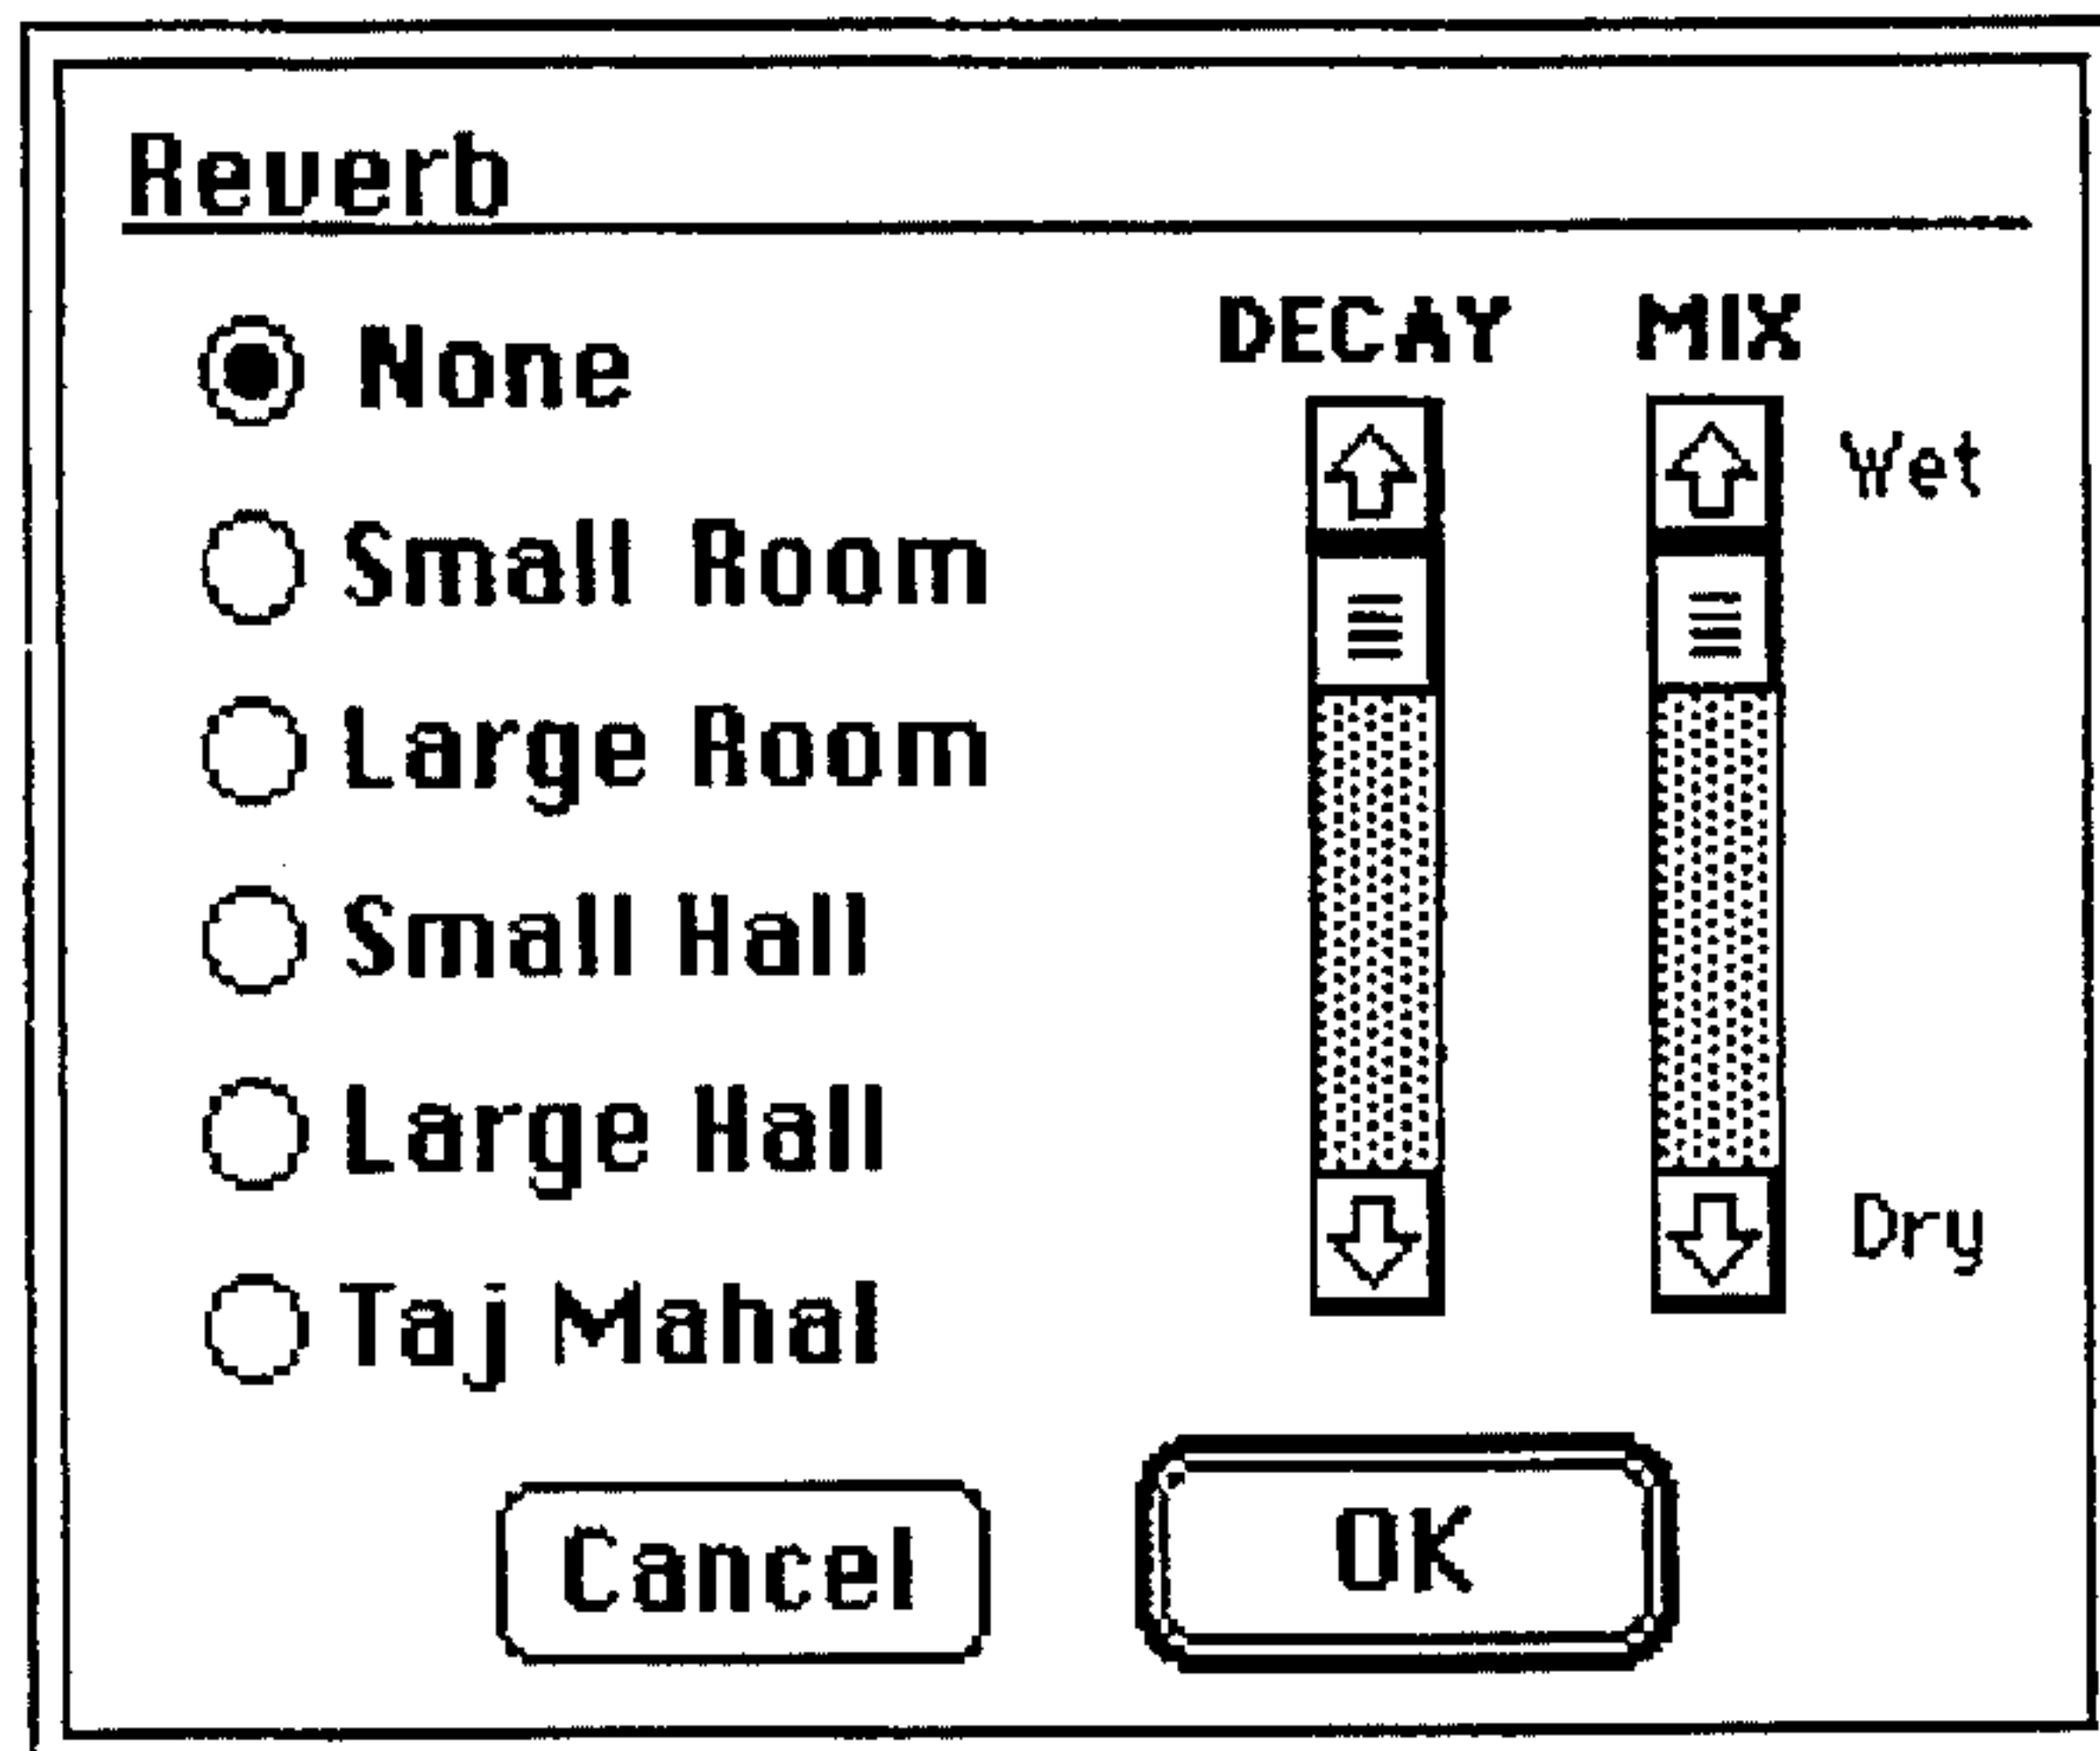 Reverb
None
Small Room
Large Room
Small Hall
Large Hall
Taj Mahal
DECAY
MIX
Wet
Dry
Cancel
OK